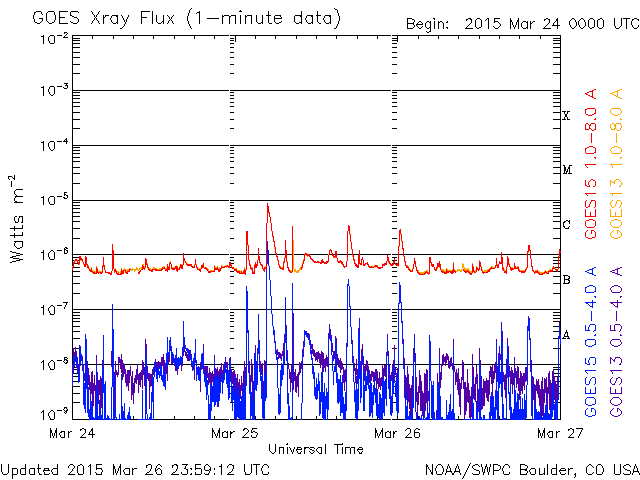 GOES Xray Flux (1-minute data)
Begin: 2015 Mar 24 0000 UTC
10-2
10-3
10-4
10-5
10-6
10-7
10-8
10-9
Watts m-2
X
M
C
B
A
GOES15 1.0-8.0 A
GOES13 1.0-8.0 A
GOES15 0.5-4.0 A
GOES13 0.5-4.0 A
Mar 24
Mar 25
Mar 26
Mar 27
Universal Time
Updated 2015 Mar 26 23:59:12 UTC
NOAA/SWPC Boulder, CO USA